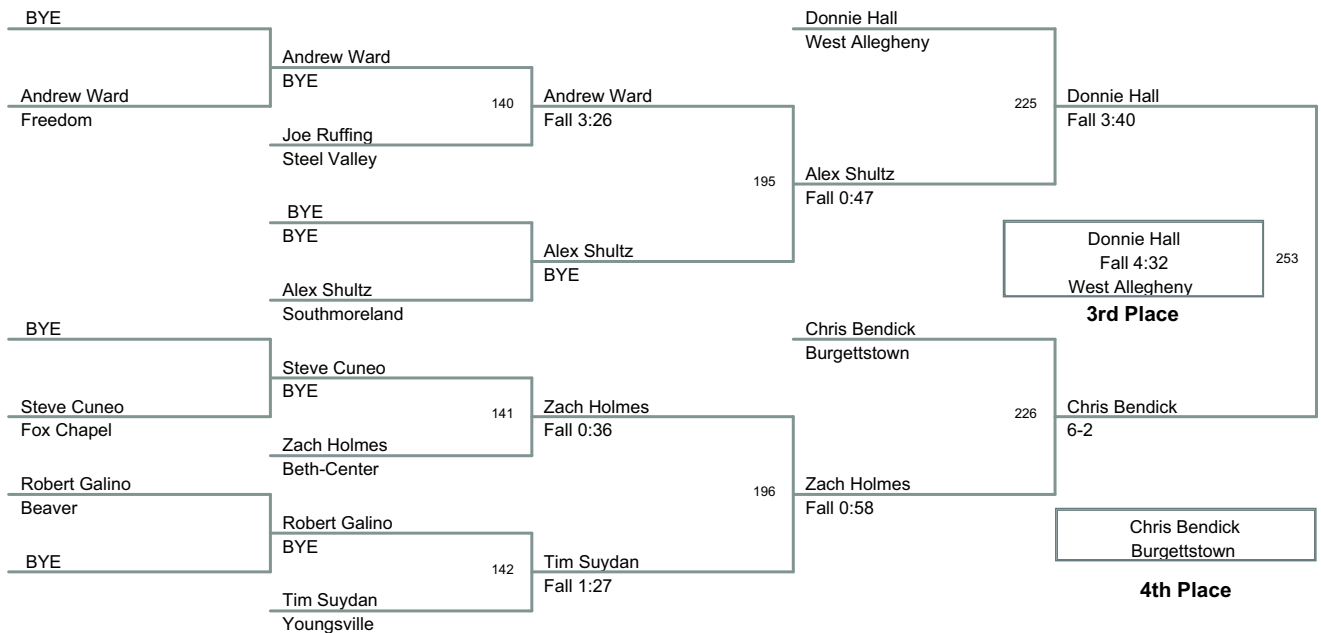 BYE
Andrew Ward
Freedom
Andrew Ward
BYE
140
Joe Ruffing
Steel Valley
Andrew Ward
Fall 3:26
BYE
BYE
Alex Shultz
Southmoreland
Alex Shultz
BYE
195
Alex Shultz
Fall 0:47
Donnie Hall
West Allegheny
225
Donnie Hall
Fall 3:40
Donnie Hall
Fall 4:32
West Allegheny
253
3rd Place
BYE
Steve Cuneo
Fox Chapel
Steve Cuneo
BYE
141
Zach Holmes
Beth-Center
Zach Holmes
Fall 0:36
Robert Galino
Beaver
BYE
Robert Galino
BYE
142
Tim Suydan
Youngsville
Tim Suydan
Fall 1:27
196
Zach Holmes
Fall 0:58
Chris Bendick
Burgettstown
226
Chris Bendick
6-2
Chris Bendick
Burgettstown
4th Place